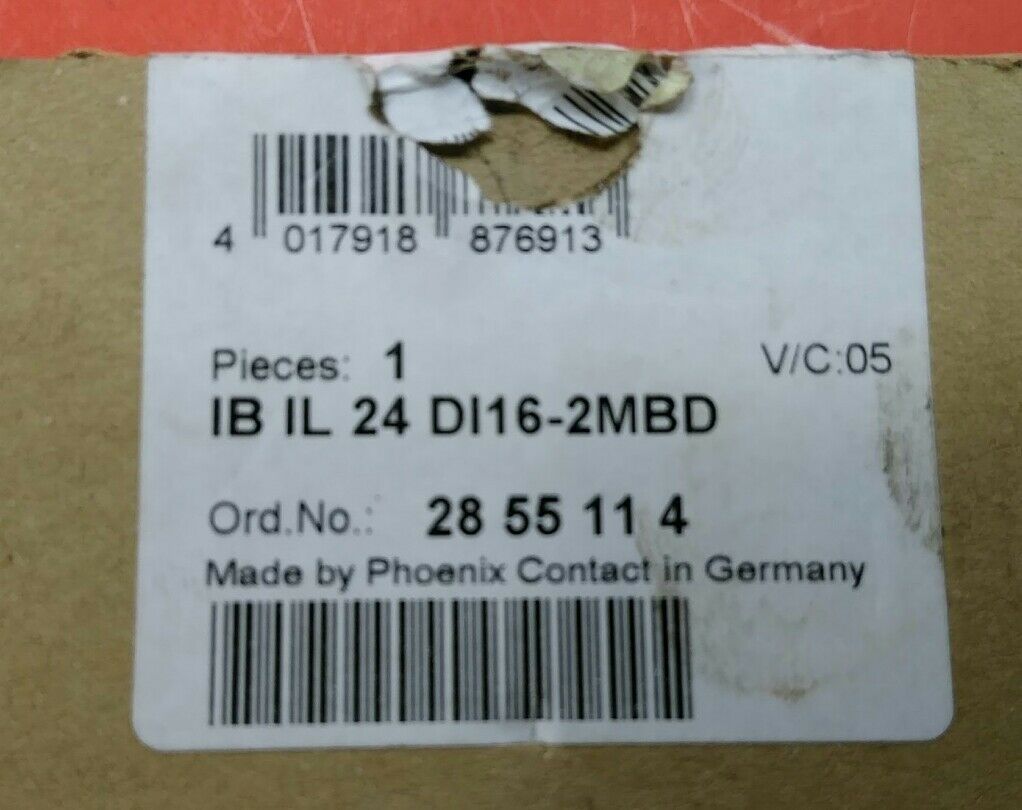 4 017918 876913
Pieces: 1 V/C:05
IB IL 24 DI16-2MBD
Ord.No.: 28 55 11 4
Made by Phoenix Contact in Germany